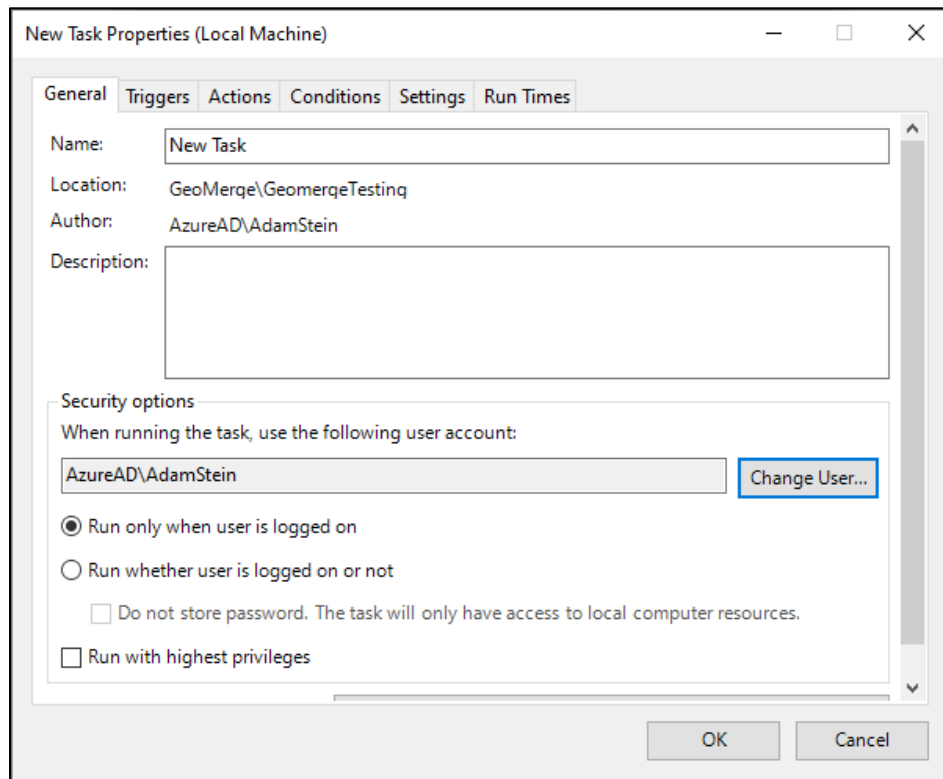 New Task Properties (Local Machine)
General Triggers Actions Conditions Settings Run Times
Name: New Task
Location: GeoMerge\GeomergeTesting
Author: AzureAD\AdamStein
Description:
Security options
When running the task, use the following user account:
AzureAD\AdamStein Change User...
Run only when user is logged on
Run whether user is logged on or not
Do not store password. The task will only have access to local computer resources.
Run with highest privileges
OK Cancel